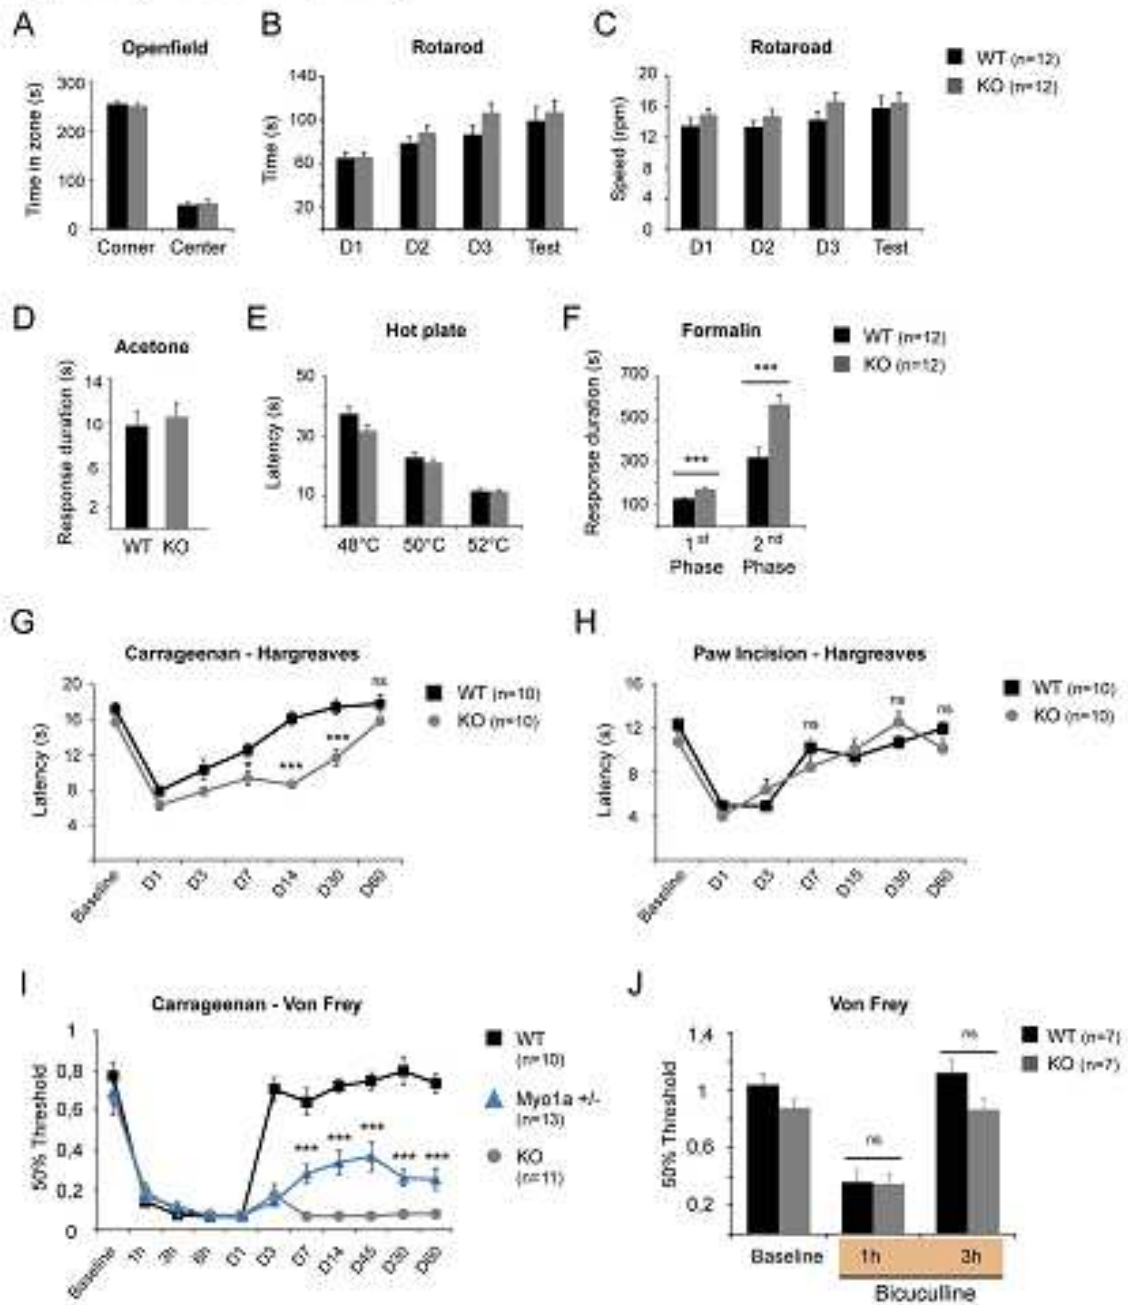 A
Openfield
Time in zone (s)
300
200
100
0
Corner Center
B
Rotarod
Time (s)
140
100
60
20
D1 D2 D3 Test
C
Rotaroad
Speed (rpm)
20
16
12
8
4
0
D1 D2 D3 Test
WT (n=12)
KO (n=12)
D
Acetone
Response duration (s)
14
10
6
2
WT KO
E
Hot plate
Latency (s)
50
30
10
48°C 50°C 52°C
F
Formalin
Response duration (s)
700
500
300
100
***
***
1st Phase
2nd Phase
WT (n=12)
KO (n=12)
G
Carrageenan - Hargreaves
Latency (s)
20
16
12
8
4
*
***
***
ns
Baseline D1 D3 D7 D14 D30 D60
WT (n=10)
KO (n=10)
H
Paw Incision - Hargreaves
Latency (s)
16
12
8
4
ns
ns
ns
Baseline D1 D3 D7 D15 D30 D60
WT (n=10)
KO (n=10)
I
Carrageenan - Von Frey
50% Threshold
1
0,8
0,6
0,4
0,2
0
***
***
***
***
***
Baseline 1h 3h 6h D1 D3 D7 D14 D45 D30 D60
WT
(n=10)
Myo1a +/-
(n=13)
KO
(n=11)
J
Von Frey
50% Threshold
1.4
1
0.6
0.2
ns
ns
Baseline 1h 3h
Bicuculline
WT (n=7)
KO (n=7)